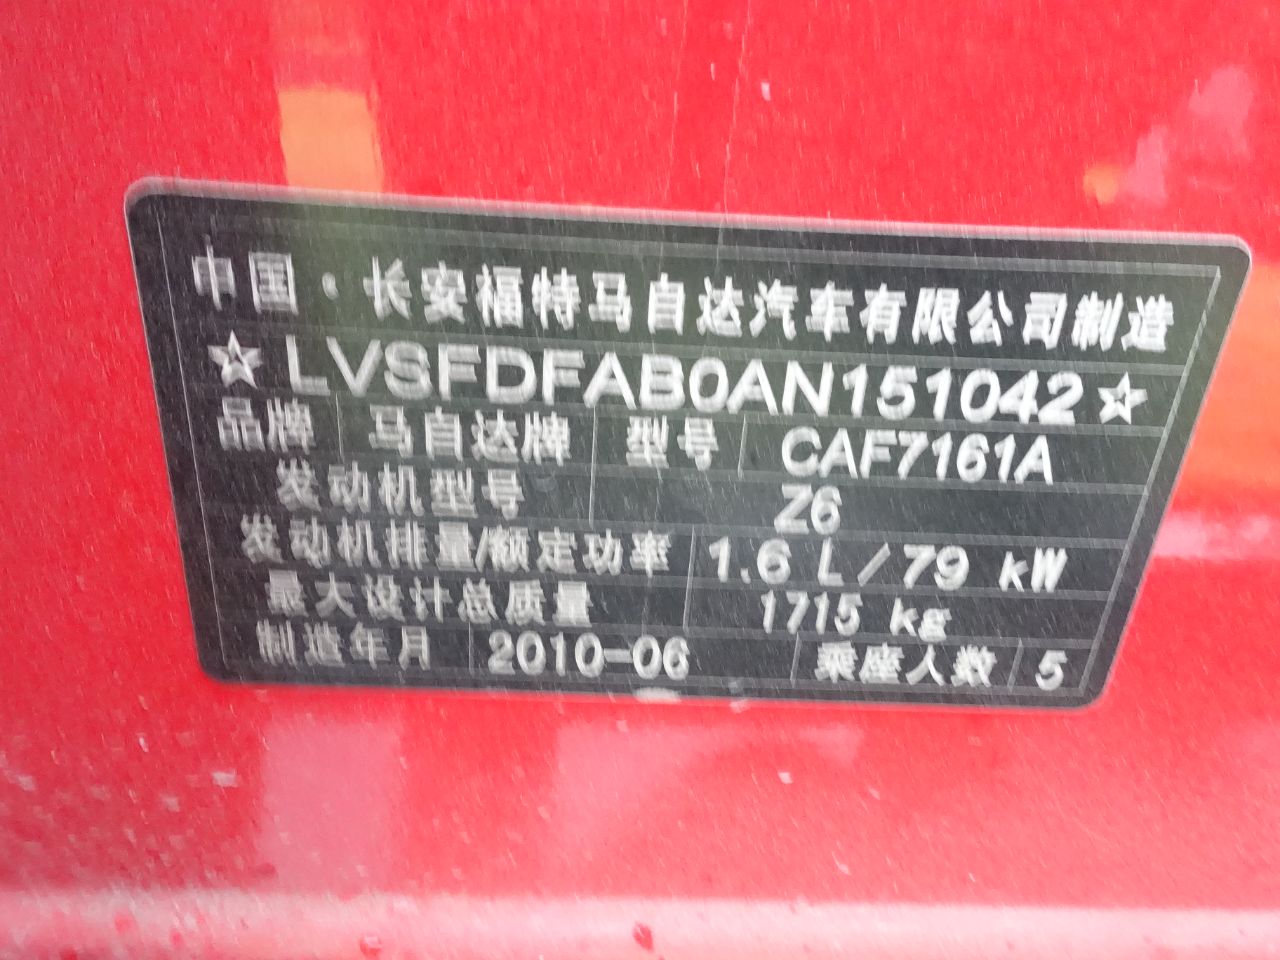 中国·长安福特马自达汽车有限公司制造
☆LVSFDFAB0AN151042☆
品牌 马自达牌 型号 CAF7161A
发动机型号 Z6
发动机排量/额定功率 1.6 L/79 kW
最大设计总质量 1715 kg
制造年月 2010-06 乘座人数 5